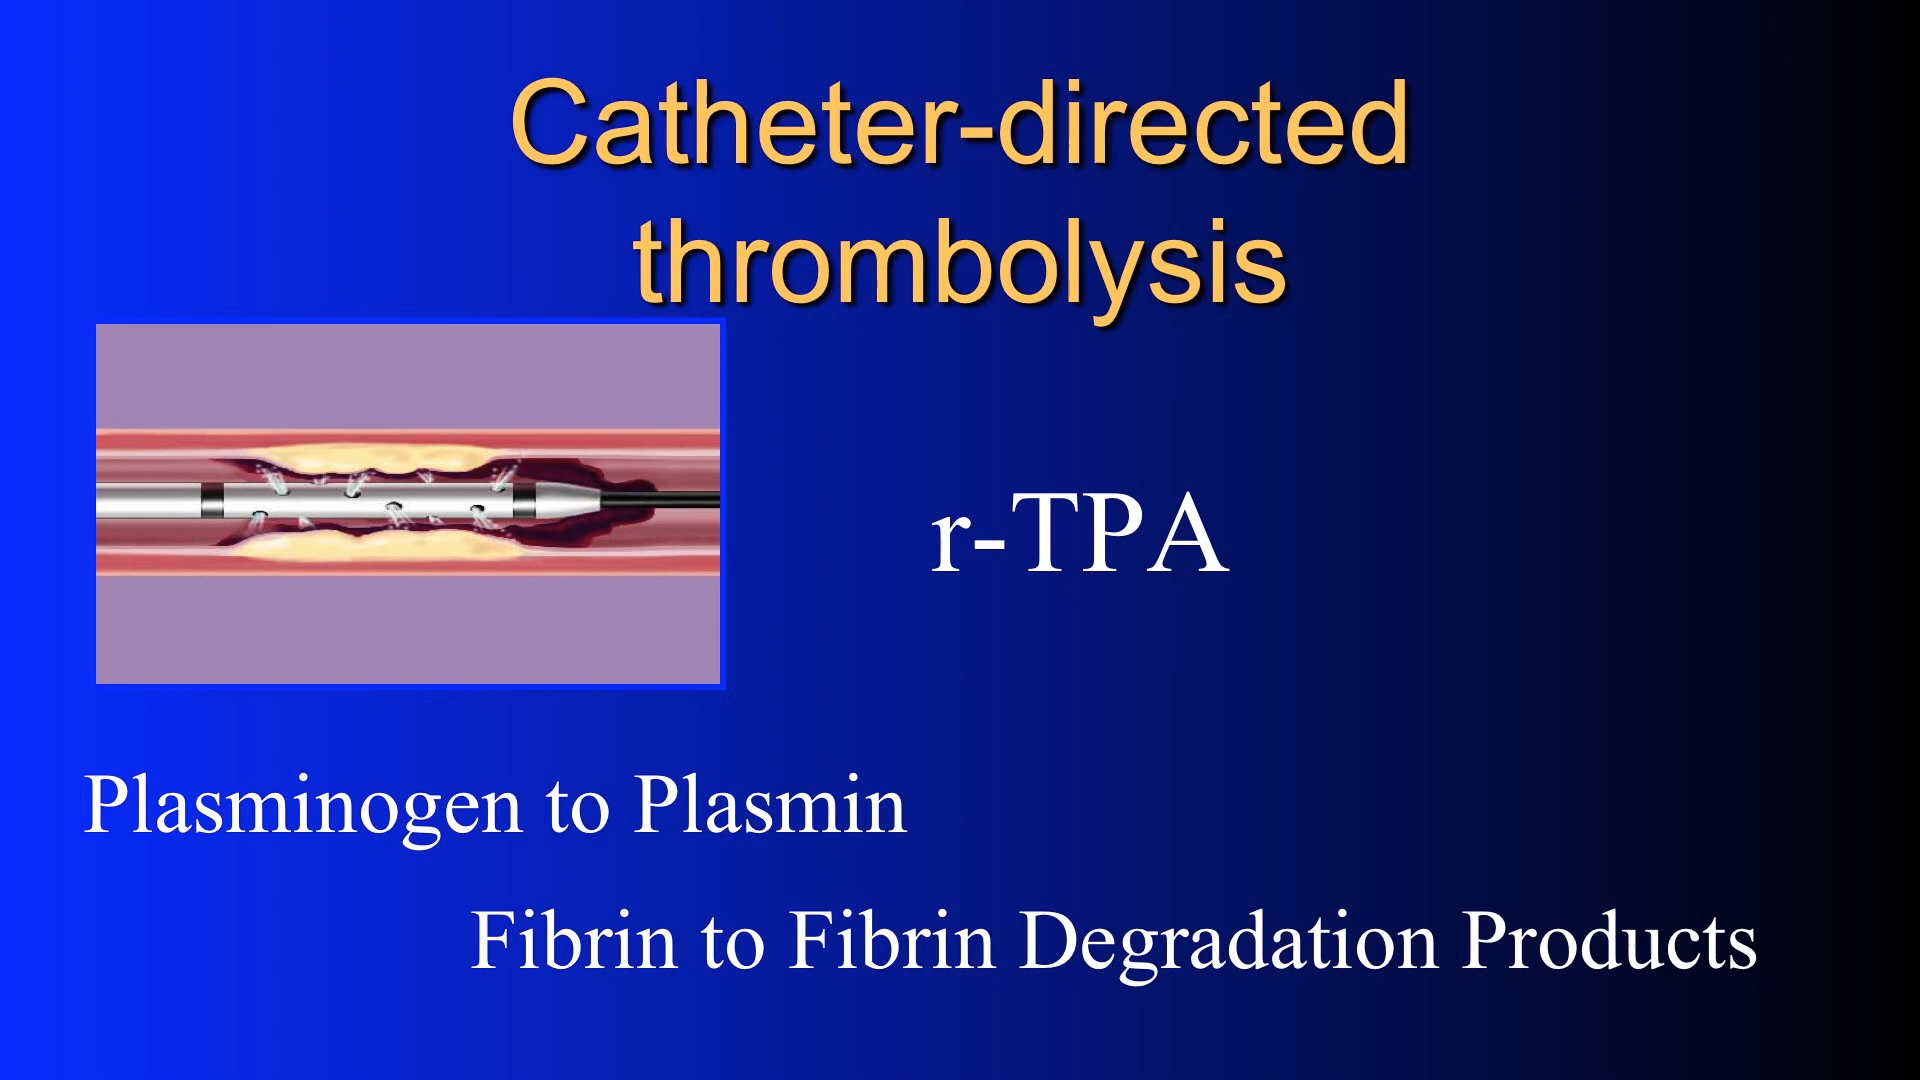 Catheter-directed
thrombolysis
r-TPA
Plasminogen to Plasmin
Fibrin to Fibrin Degradation Products